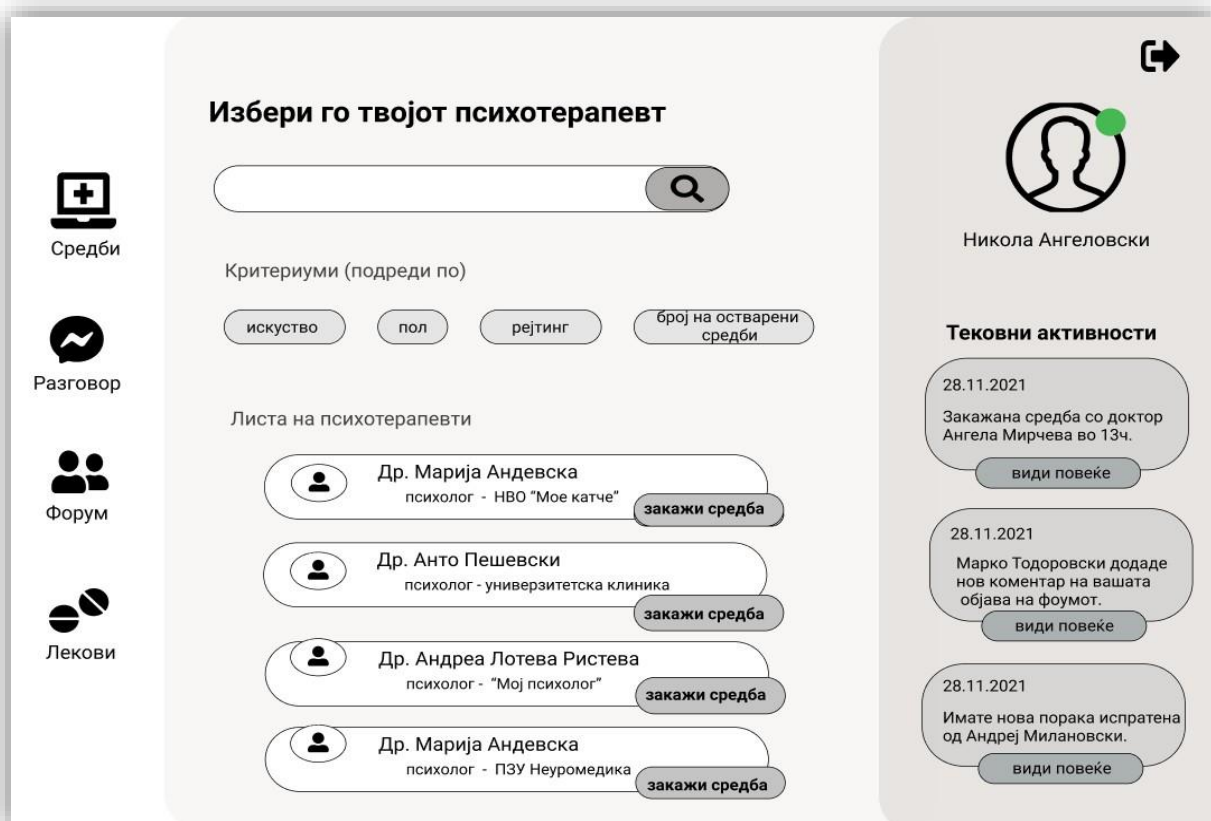 Средби
Разговор
Форум
Лекови
Избери го твојот психотерапевт
Критериуми (подреди по)
искуство
пол
рејтинг
број на остварени
средби
Листа на психотерапевти
Др. Марија Андевска
психолог - НВО "Мое катче"
закажи средба
Др. Анто Пешевски
психолог - универзитетска клиника
закажи средба
Др. Андреа Лотева Ристева
психолог - "Мој психолог"
закажи средба
Др. Марија Андевска
психолог - ПЗУ Неуромедика
закажи средба
Никола Ангеловски
Тековни активности
28.11.2021
Закажана средба со доктор
Ангела Мирчева во 13ч.
види повеќе
28.11.2021
Марко Тодоровски додаде
нов коментар на вашата
објава на фоумот.
види повеќе
28.11.2021
Имате нова порака испратена
од Андреј Милановски.
види повеќе